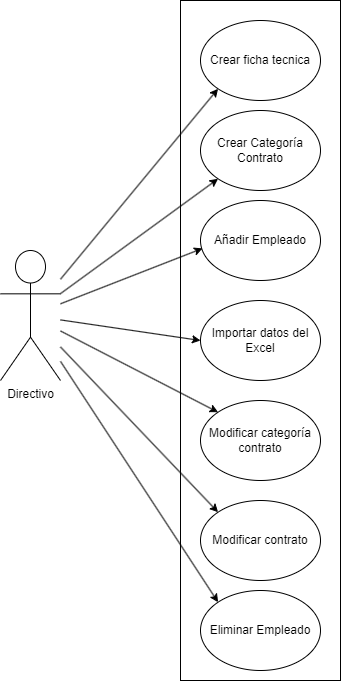 Crear ficha tecnica
Crear Categoría
Contrato
Añadir Empleado
Importar datos del
Excel
Directivo
Modificar categoría
contrato
Modificar contrato
Eliminar Empleado